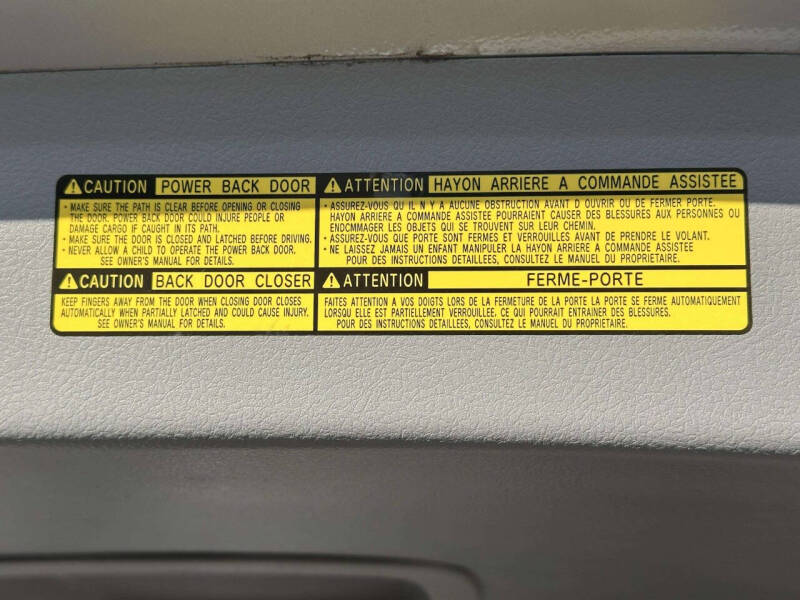 ⚠ CAUTION POWER BACK DOOR
• MAKE SURE THE PATH IS CLEAR BEFORE OPENING OR CLOSING
THE DOOR. POWER BACK DOOR COULD INJURE PEOPLE OR
DAMAGE CARGO IF CAUGHT IN ITS PATH.
• MAKE SURE THE DOOR IS CLOSED AND LATCHED BEFORE DRIVING.
• NEVER ALLOW A CHILD TO OPERATE THE POWER BACK DOOR.
SEE OWNER'S MANUAL FOR DETAILS.
⚠ CAUTION BACK DOOR CLOSER
KEEP FINGERS AWAY FROM THE DOOR WHEN CLOSING DOOR CLOSES
AUTOMATICALLY WHEN PARTIALLY LATCHED AND COULD CAUSE INJURY.
SEE OWNER'S MANUAL FOR DETAILS.
⚠ ATTENTION HAYON ARRIERE A COMMANDE ASSISTEE
• ASSUREZ-VOUS QU IL N Y A AUCUNE OBSTRUCTION AVANT D OUVRIR OU DE FERMER PORTE.
HAYON ARRIERE A COMMANDE ASSISTEE POURRAIENT CAUSER DES BLESSURES AUX PERSONNES OU
ENDCMMAGER LES OBJETS QUI SE TROUVENT SUR LEUR CHEMIN.
• ASSUREZ-VOUS QUE PORTE SONT FERMES ET VERROUILLES AVANT DE PRENDRE LE VOLANT.
• NE LAISSEZ JAMAIS UN ENFANT MANIPULER LA HAYON ARRIERE A COMMANDE ASSISTEE
POUR DES INSTRUCTIONS DETAILLEES, CONSULTEZ LE MANUEL DU PROPRIETAIRE.
⚠ ATTENTION FERME-PORTE
FAITES ATTENTION A VOS DOIGTS LORS DE LA FERMETURE DE LA PORTE LA PORTE SE FERME AUTOMATIQUEMENT
LORSQU ELLE EST PARTIELLEMENT VERROUILLEE, CE QUI POURRAIT ENTRAINER DES BLESSURES.
POUR DES INSTRUCTIONS DETAILLEES, CONSULTEZ LE MANUEL DU PROPRIETAIRE.